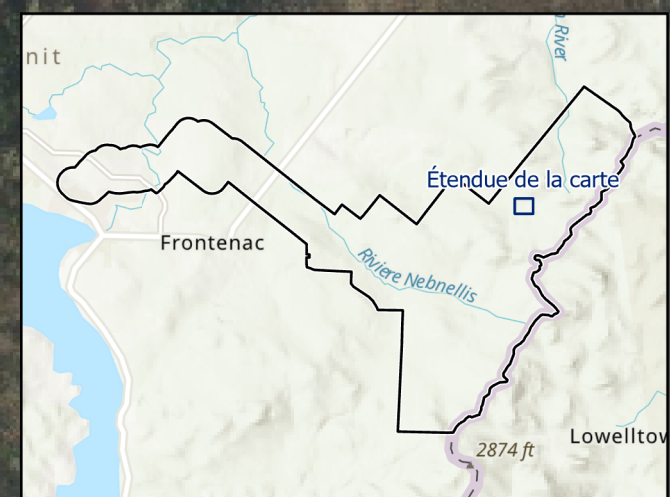 nit
n River
Étendue de la carte
Frontenac
Riviere Nebnellis
Lowelltow
2874 ft